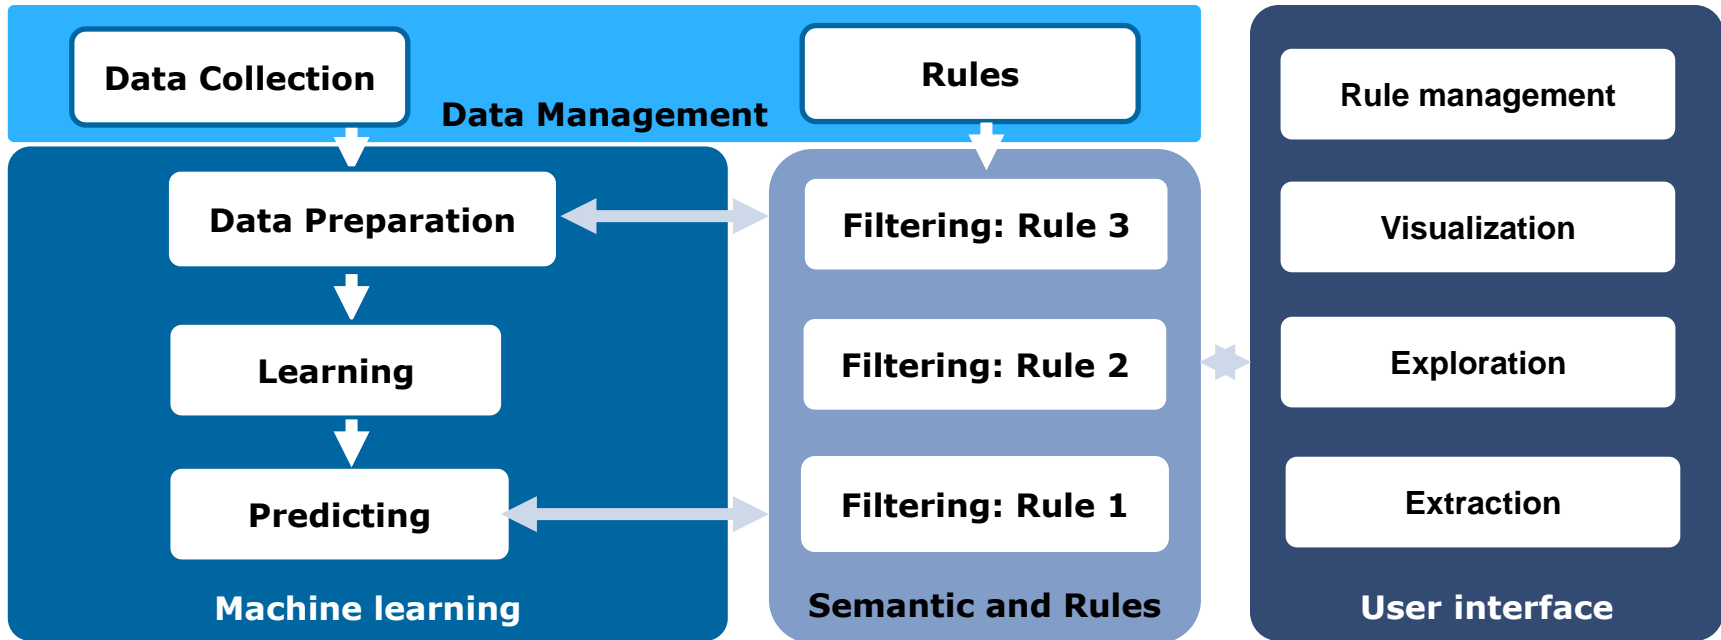 Data Collection
Rules
Data Management
Data Preparation
Learning
Predicting
Machine learning
Filtering: Rule 3
Filtering: Rule 2
Filtering: Rule 1
Semantic and Rules
Rule management
Visualization
Exploration
Extraction
User interface